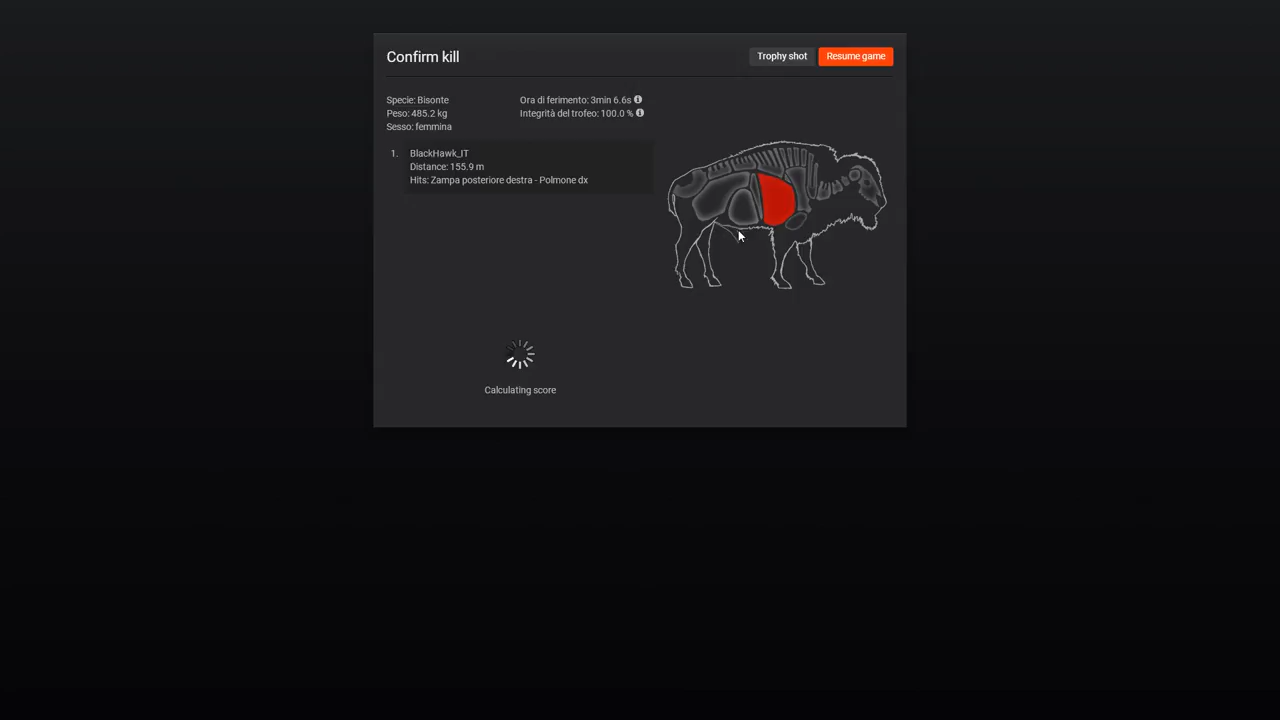 Confirm kill
Trophy shot
Resume game
Specie: Bisonte
Peso: 485.2 kg
Sesso: femmina
Ora di ferimento: 3min 6.6s
Integrità del trofeo: 100.0 %
1. BlackHawk_IT
Distance: 155.9 m
Hits: Zampa posteriore destra - Polmone dx
Calculating score